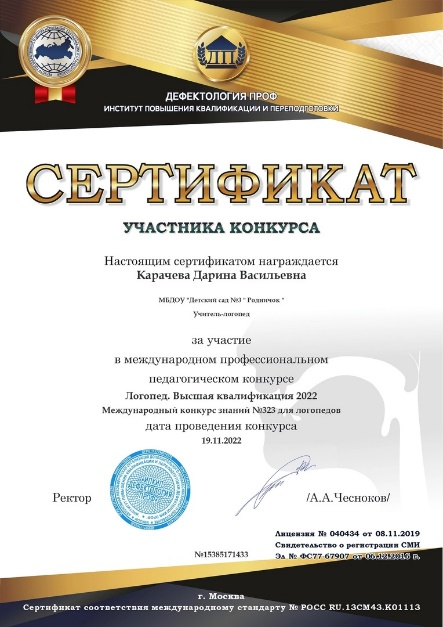 ДЕФЕКТОЛОГИЯ ПРОФ
ИНСТИТУТ ПОВЫШЕНИЯ КВАЛИФИКАЦИИ И ПЕРЕПОДГОТОВКИ
СЕРТИФИКАТ
УЧАСТНИКА КОНКУРСА
Настоящим сертификатом награждается
Карачева Дарина Васильевна
МБДОУ "Детский сад №3 " Родничок "
Учитель-логопед
за участие
в международном профессиональном
педагогическом конкурсе
Логопед. Высшая квалификация 2022
Международный конкурс знаний №323 для логопедов
дата проведения конкурса
19.11.2022
Ректор
/А.А.Чесноков/
Лицензия № 040434 от 08.11.2019
Свидетельство о регистрации СМИ
Эл № ФС77-67907 от 06.12.2016 г.
№15385171433
г. Москва
Сертификат соответствия международному стандарту № РОСС RU.13СМ43.К01113